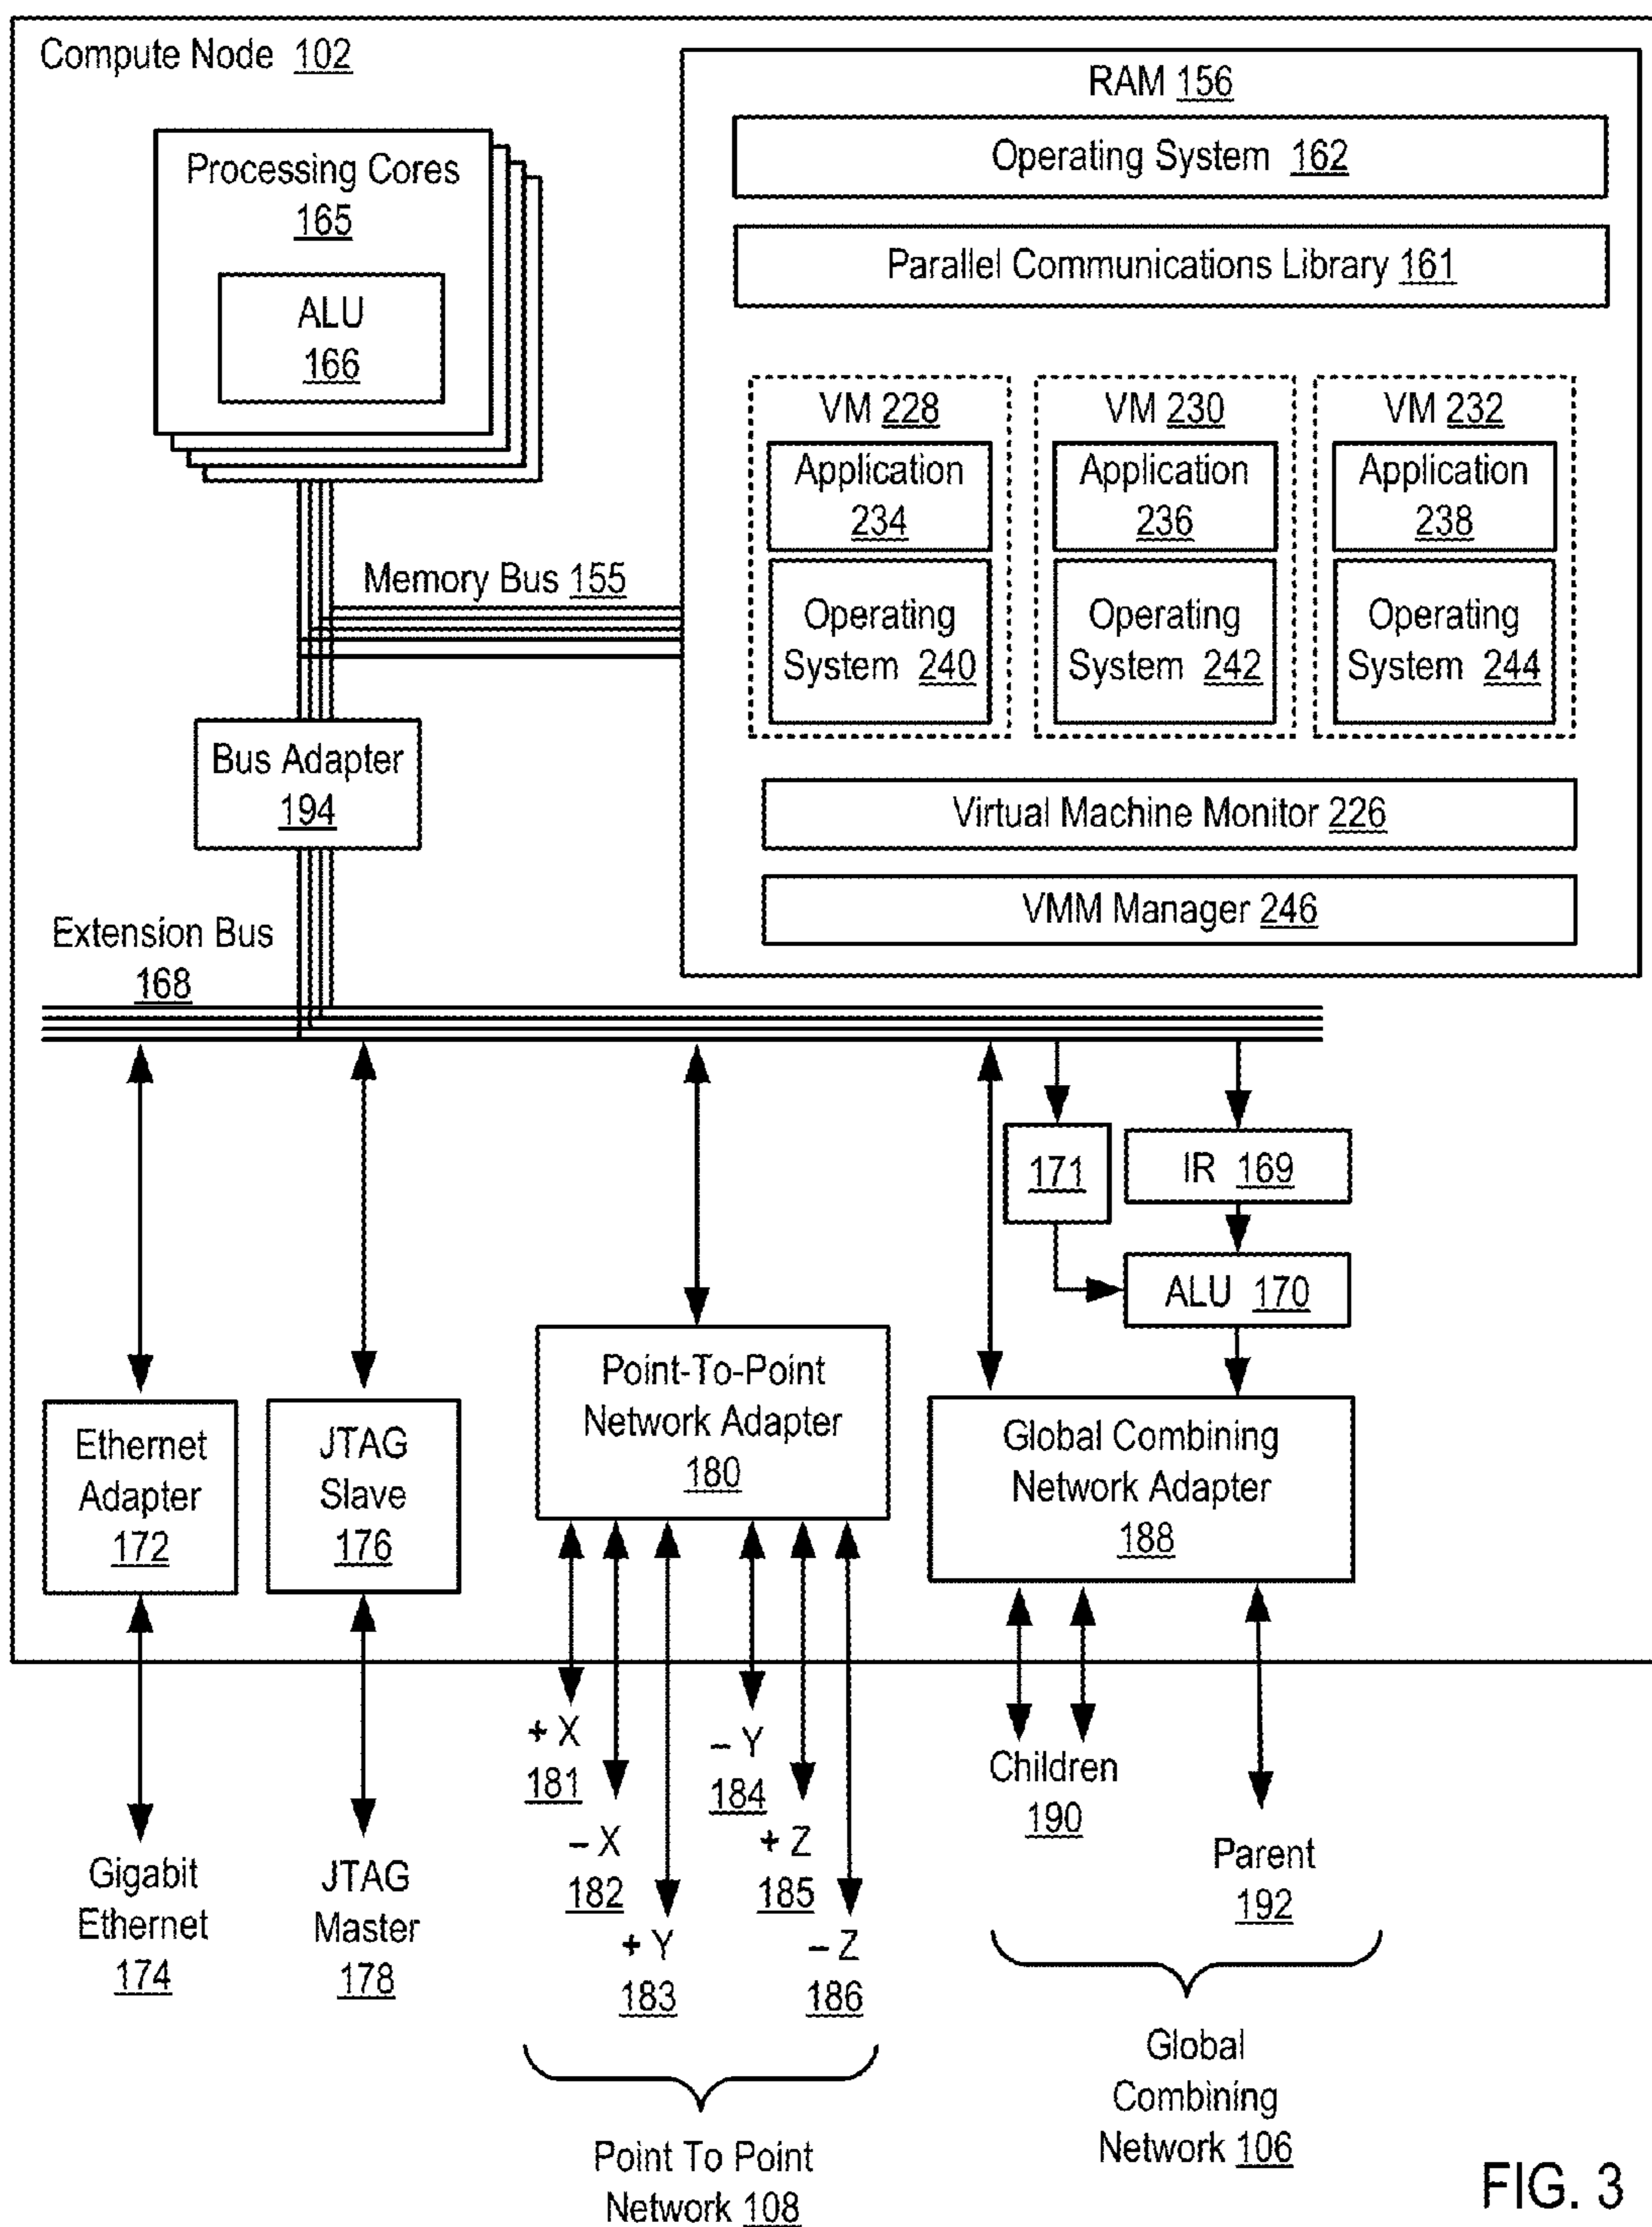 Compute Node 102
RAM 156
Operating System 162
Parallel Communications Library 161
Processing Cores
165
ALU
166
VM 228
Application
234
Operating
System 240
VM 230
Application
236
Operating
System 242
VM 232
Application
238
Operating
System 244
Memory Bus 155
Virtual Machine Monitor 226
VMM Manager 246
Bus Adapter
194
Extension Bus
168
171
IR 169
ALU 170
Ethernet
Adapter
172
JTAG
Slave
176
Point-To-Point
Network Adapter
180
Global Combining
Network Adapter
188
Gigabit
Ethernet
174
JTAG
Master
178
+ X
181
– X
182
+ Y
183
– Y
184
+ Z
185
– Z
186
Children
190
Parent
192
Point To Point
Network 108
Global
Combining
Network 106
FIG. 3